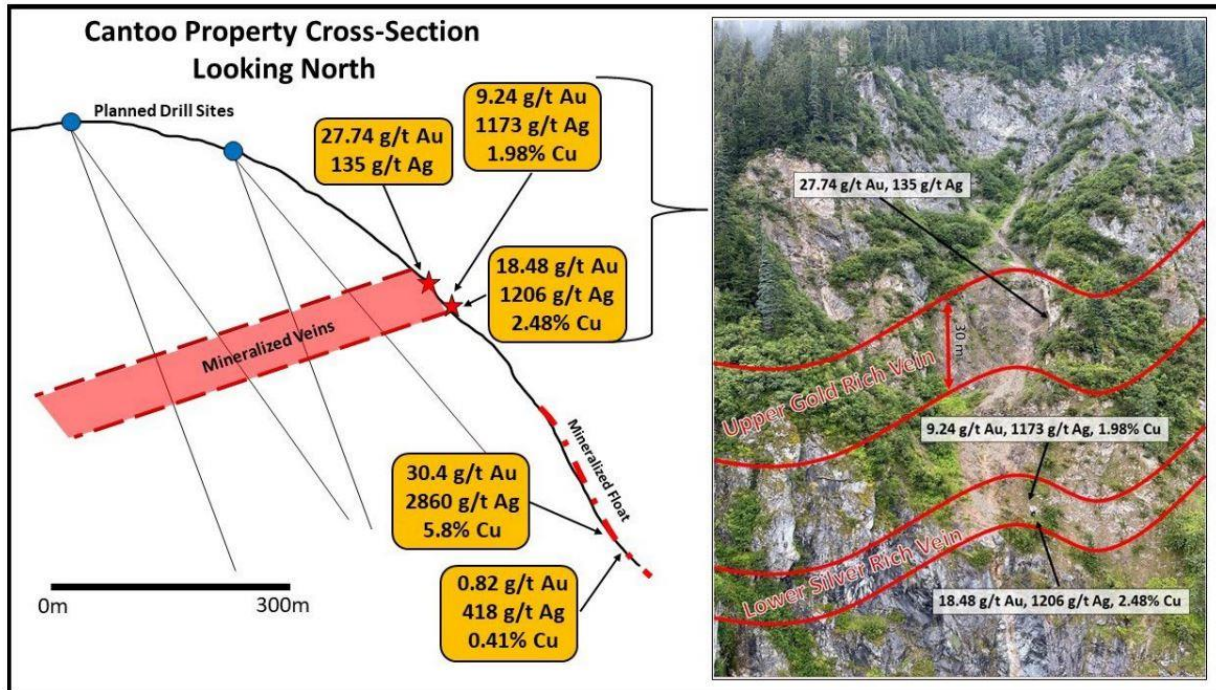 Cantoo Property Cross-Section
Looking North
Planned Drill Sites
27.74 g/t Au
135 g/t Ag
9.24 g/t Au
1173 g/t Ag
1.98% Cu
18.48 g/t Au
1206 g/t Ag
2.48% Cu
Mineralized Veins
Mineralized Float
30.4 g/t Au
2860 g/t Ag
5.8% Cu
0.82 g/t Au
418 g/t Ag
0.41% Cu
0m
300m
27.74 g/t Au, 135 g/t Ag
30 m
Upper Gold Rich Vein
9.24 g/t Au, 1173 g/t Ag, 1.98% Cu
Lower Silver Rich Vein
18.48 g/t Au, 1206 g/t Ag, 2.48% Cu